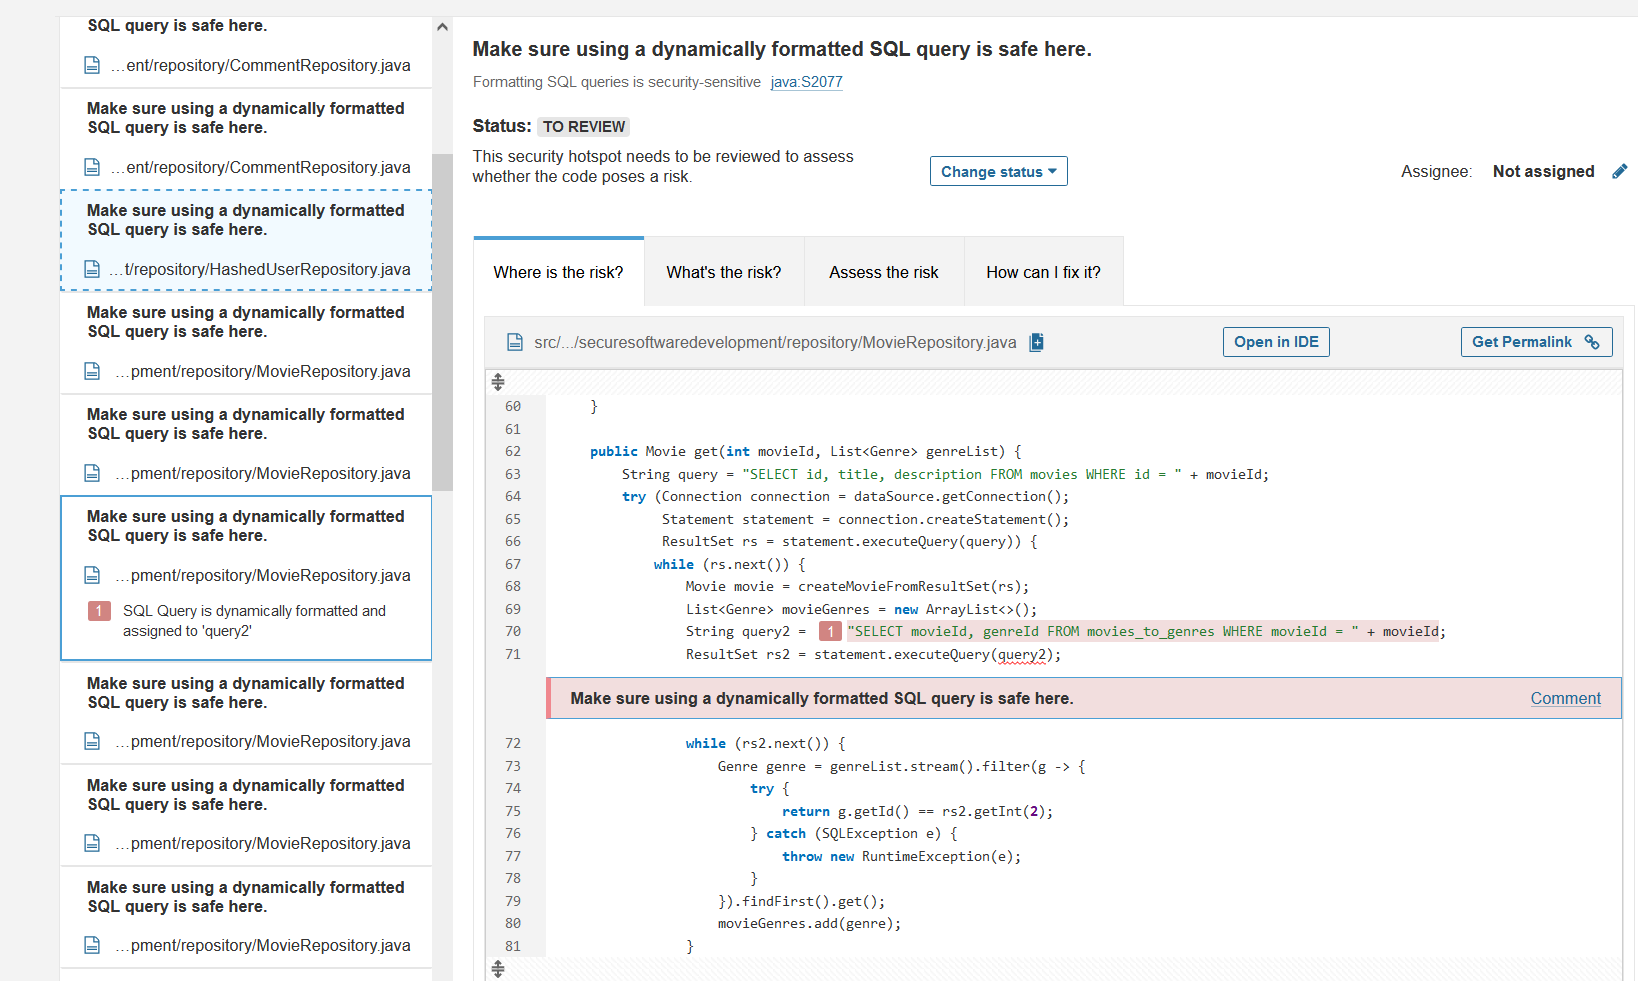 SQL query is safe here.
...ent/repository/CommentRepository.java
Make sure using a dynamically formatted
SQL query is safe here.
...ent/repository/CommentRepository.java
Make sure using a dynamically formatted
SQL query is safe here.
...t/repository/HashedUserRepository.java
Make sure using a dynamically formatted
SQL query is safe here.
...pment/repository/MovieRepository.java
Make sure using a dynamically formatted
SQL query is safe here.
...pment/repository/MovieRepository.java
Make sure using a dynamically formatted
SQL query is safe here.
...pment/repository/MovieRepository.java
1 SQL Query is dynamically formatted and
assigned to 'query2'
Make sure using a dynamically formatted
SQL query is safe here.
...pment/repository/MovieRepository.java
Make sure using a dynamically formatted
SQL query is safe here.
...pment/repository/MovieRepository.java
Make sure using a dynamically formatted
SQL query is safe here.
...pment/repository/MovieRepository.java
Make sure using a dynamically formatted SQL query is safe here.
Formatting SQL queries is security-sensitive java:S2077
Status: TO REVIEW
This security hotspot needs to be reviewed to assess
whether the code poses a risk.
Change status
Assignee: Not assigned
Where is the risk? What's the risk? Assess the risk How can I fix it?
src/.../securesoftwaredevelopment/repository/MovieRepository.java Open in IDE Get Permalink
60 }
61
62 public Movie get(int movieId, List<Genre> genreList) {
63 String query = "SELECT id, title, description FROM movies WHERE id = " + movieId;
64 try (Connection connection = dataSource.getConnection();
65 Statement statement = connection.createStatement();
66 ResultSet rs = statement.executeQuery(query)) {
67 while (rs.next()) {
68 Movie movie = createMovieFromResultSet(rs);
69 List<Genre> movieGenres = new ArrayList<>();
70 String query2 = 1 "SELECT movieId, genreId FROM movies_to_genres WHERE movieId = " + movieId;
71 ResultSet rs2 = statement.executeQuery(query2);
Make sure using a dynamically formatted SQL query is safe here. Comment
72 while (rs2.next()) {
73 Genre genre = genreList.stream().filter(g -> {
74 try {
75 return g.getId() == rs2.getInt(2);
76 } catch (SQLException e) {
77 throw new RuntimeException(e);
78 }
79 }).findFirst().get();
80 movieGenres.add(genre);
81 }